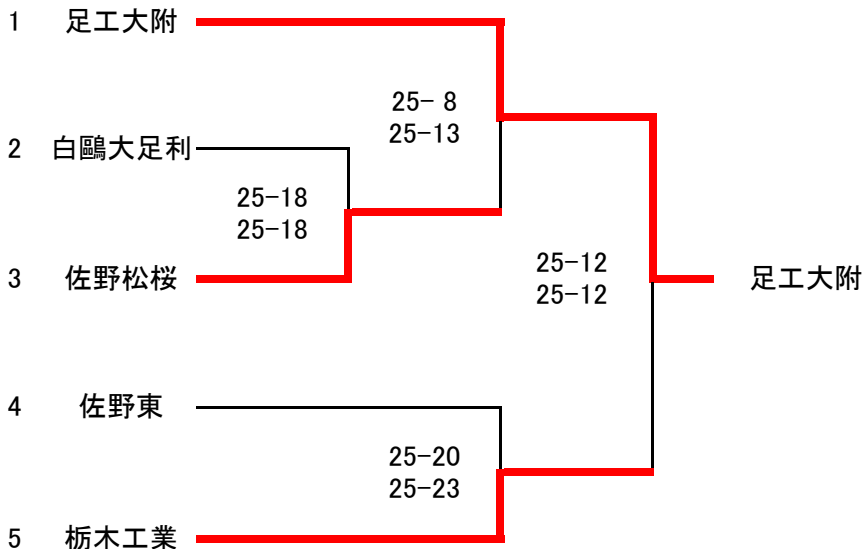 1 足工大附
25- 8
25-13
2 白鷗大足利
25-18
25-18
3 佐野松桜
25-12
25-12
足工大附
4 佐野東
25-20
25-23
5 栃木工業